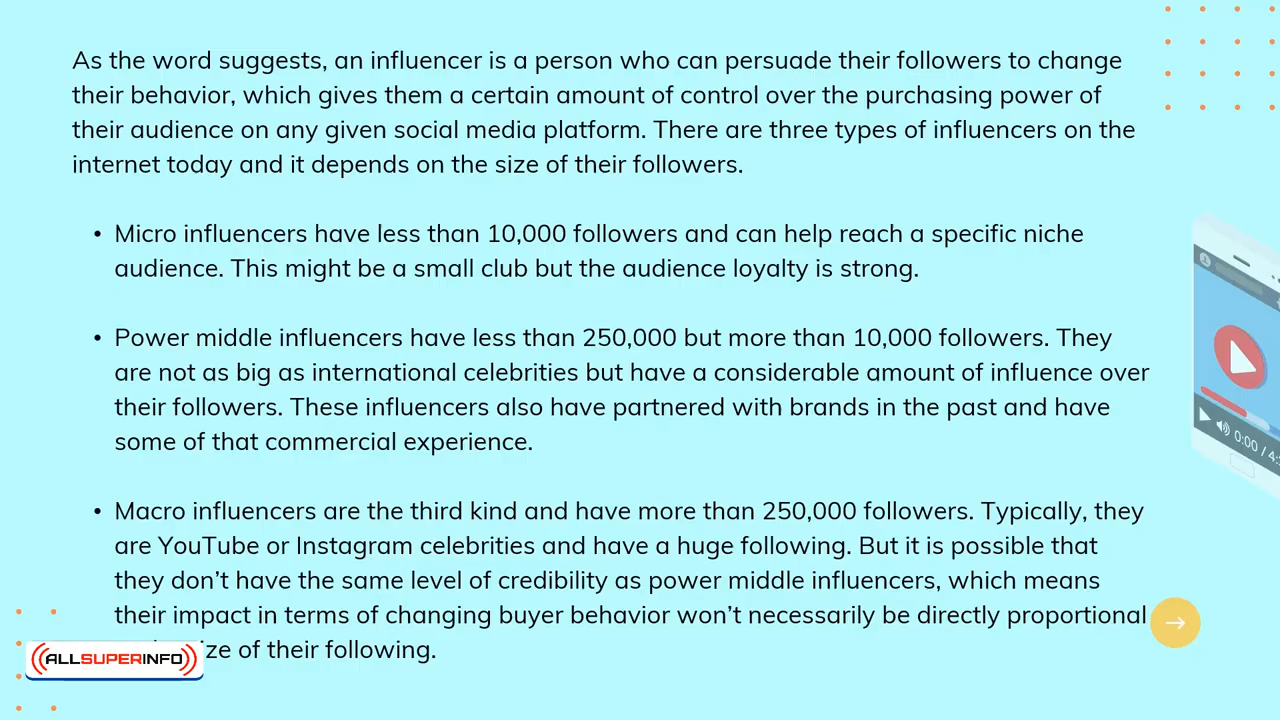 As the word suggests, an influencer is a person who can persuade their followers to change
their behavior, which gives them a certain amount of control over the purchasing power of
their audience on any given social media platform. There are three types of influencers on the
internet today and it depends on the size of their followers.
• Micro influencers have less than 10,000 followers and can help reach a specific niche
audience. This might be a small club but the audience loyalty is strong.
• Power middle influencers have less than 250,000 but more than 10,000 followers. They
are not as big as international celebrities but have a considerable amount of influence over
their followers. These influencers also have partnered with brands in the past and have
some of that commercial experience.
• Macro influencers are the third kind and have more than 250,000 followers. Typically, they
are YouTube or Instagram celebrities and have a huge following. But it is possible that
they don’t have the same level of credibility as power middle influencers, which means
their impact in terms of changing buyer behavior won’t necessarily be directly proportional
of their following.
ALLSUPERINFO
0:00 /